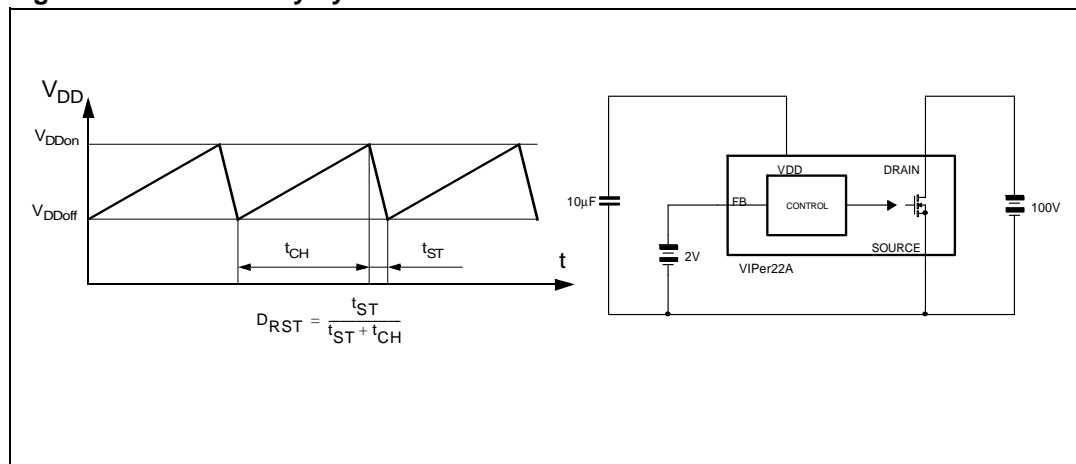 V_DD
V_DDon
V_DDoff
t_CH
t_ST
t
D_RST = t_ST / (t_ST + t_CH)
VDD
DRAIN
10μF
FB
CONTROL
100V
2V
SOURCE
VIPer22A